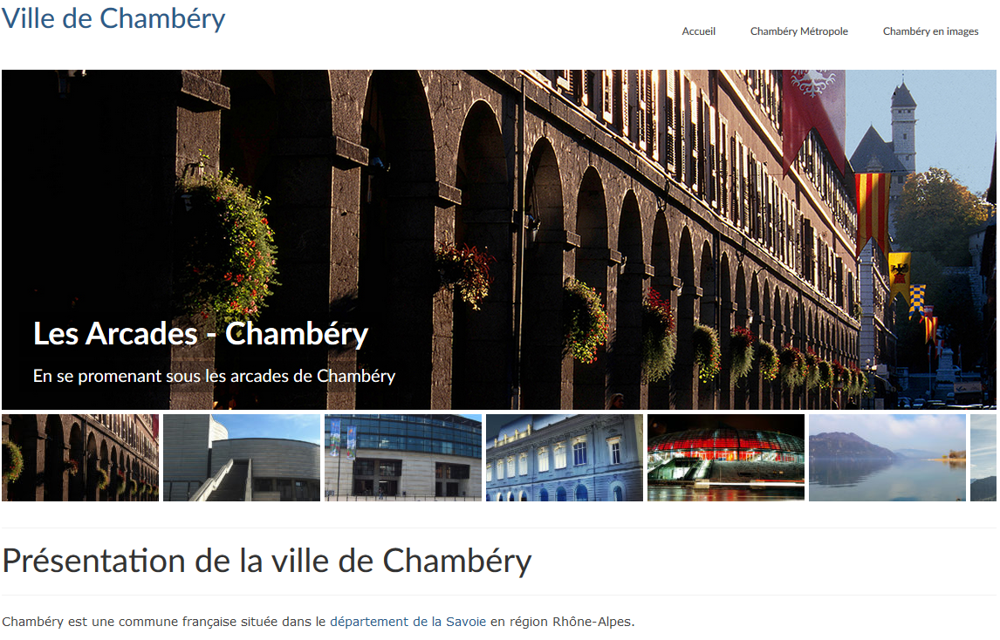 Ville de Chambéry
Accueil Chambéry Métropole Chambéry en images
Les Arcades - Chambéry
En se promenant sous les arcades de Chambéry
Présentation de la ville de Chambéry
Chambéry est une commune française située dans le département de la Savoie en région Rhône-Alpes.